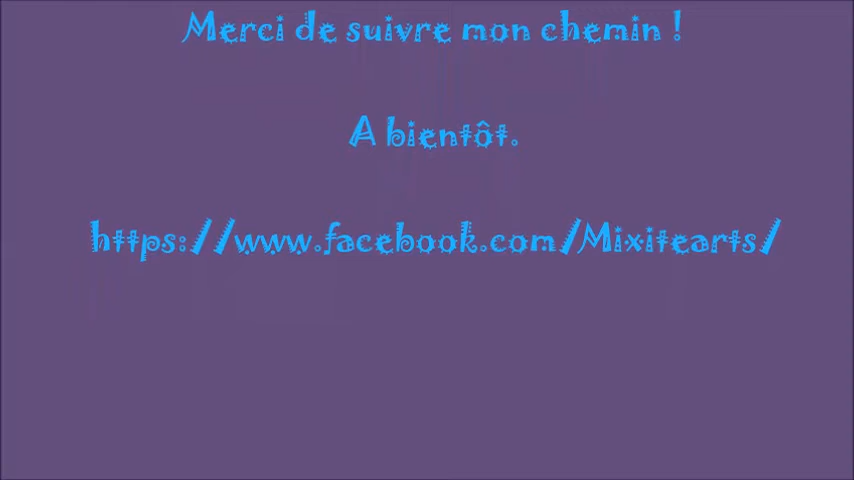 Merci de suivre mon chemin !
A bientôt.
https://www.facebook.com/Mixitearts/